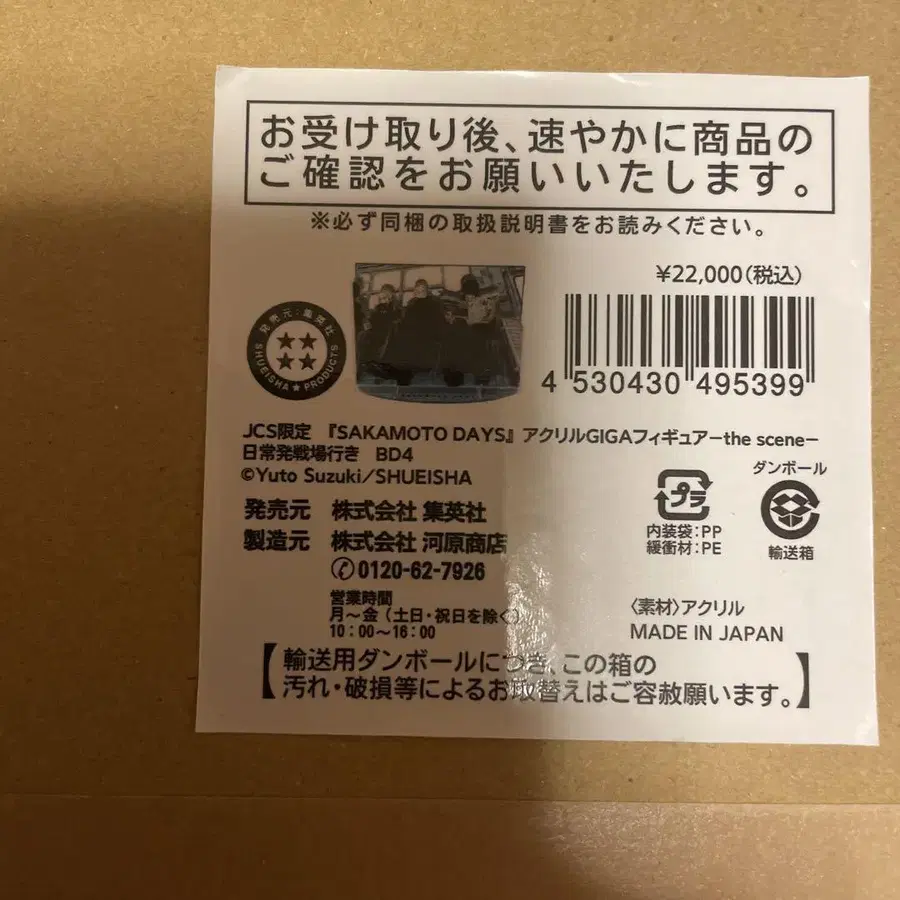 お受け取り後、速やかに商品の
ご確認をお願いいたします。
※必ず同梱の取扱説明書をお読みください。
¥22,000(税込)
発売元:集英社
SHUEISHA★PRODUCTS
4 530430 495399
JCS限定 『SAKAMOTO DAYS』アクリルGIGAフィギュアーthe sceneー
日常発戦場行き BD4
©Yuto Suzuki/SHUEISHA
発売元 株式会社 集英社
製造元 株式会社 河原商店
✆0120-62-7926
営業時間
月〜金(土日・祝日を除く)
10:00〜16:00
プラ
内装袋:PP
緩衝材:PE
ダンボール
輸送箱
〈素材〉アクリル
MADE IN JAPAN
【輸送用ダンボールにつき、この箱の
汚れ・破損等によるお取替えはご容赦願います。】